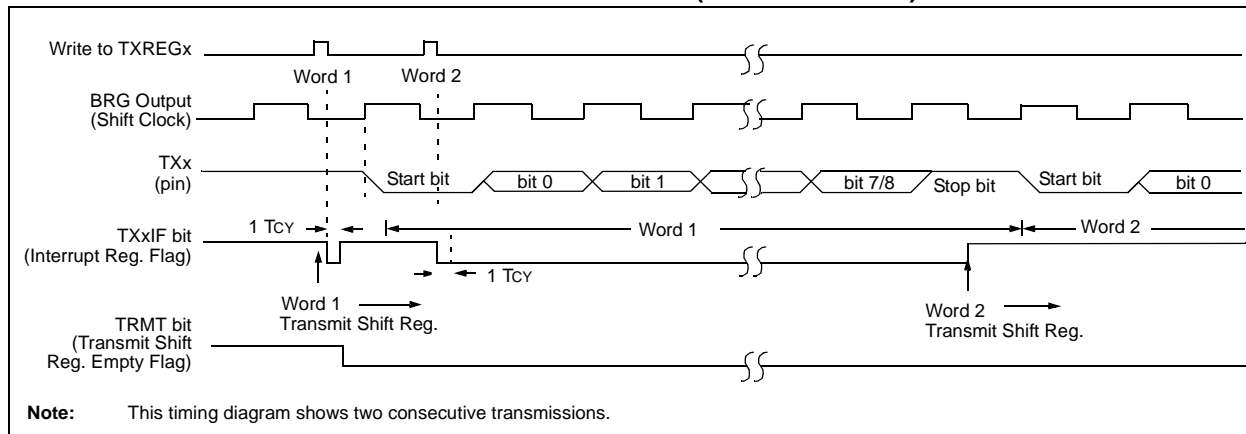 Write to TXREGx
Word 1
Word 2
BRG Output
(Shift Clock)
TXx
(pin)
Start bit
bit 0
bit 1
bit 7/8
Stop bit
Start bit
bit 0
1 TCY
Word 1
Word 2
TXxIF bit
(Interrupt Reg. Flag)
1 TCY
Word 1
Transmit Shift Reg.
Word 2
Transmit Shift Reg.
TRMT bit
(Transmit Shift
Reg. Empty Flag)
Note: This timing diagram shows two consecutive transmissions.